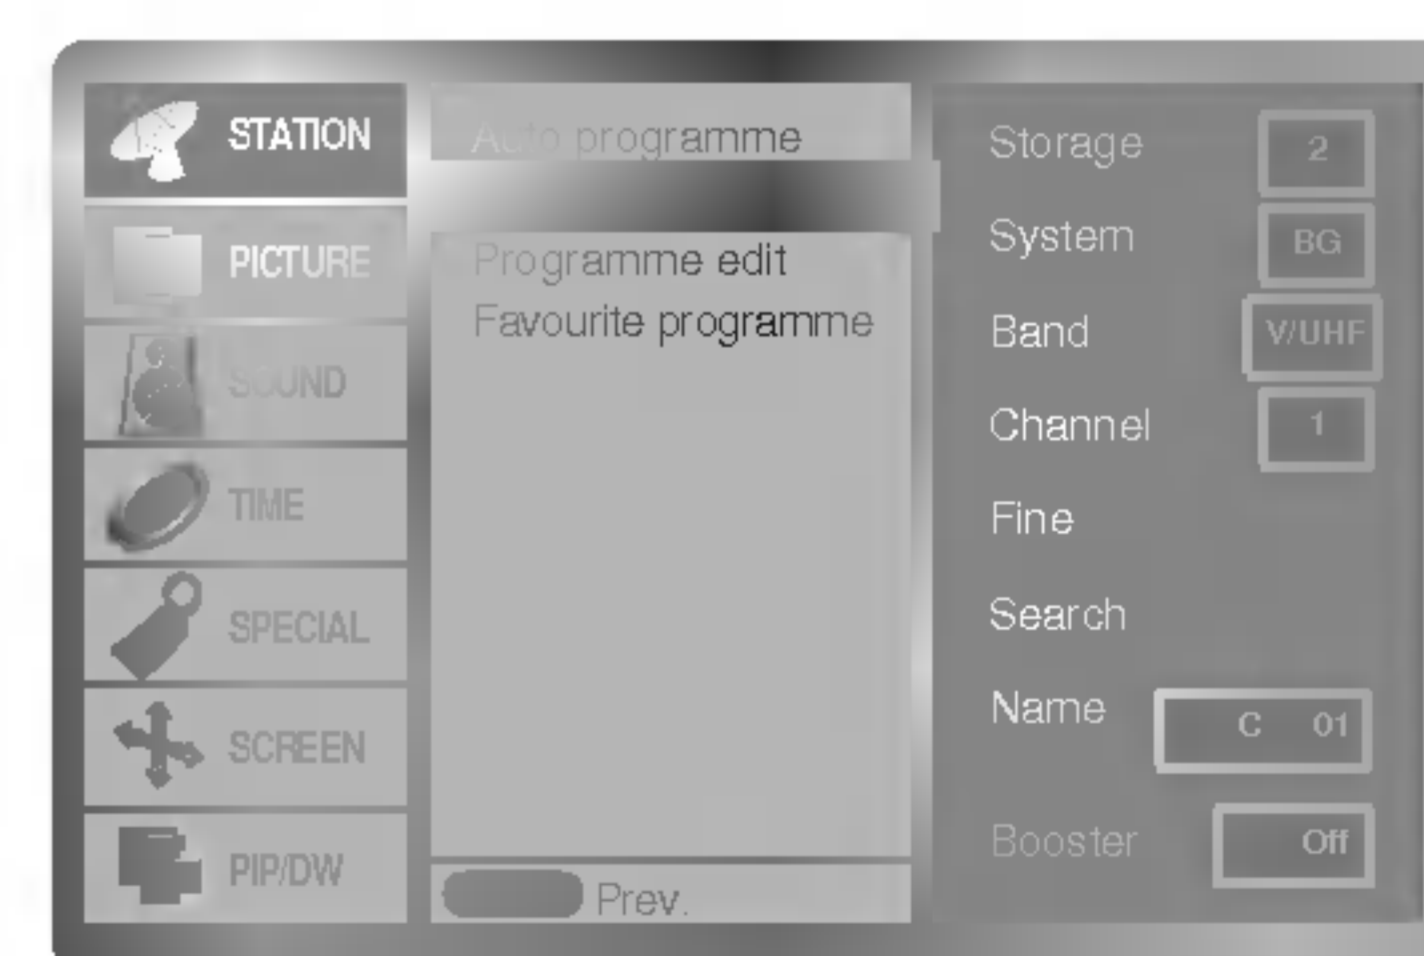 STATION
PICTURE
SOUND
TIME
SPECIAL
SCREEN
PIP/DW
Auto programme
Programme edit
Favourite programme
Prev.
Storage 2
System BG
Band V/UHF
Channel 1
Fine
Search
Name C 01
Booster Off